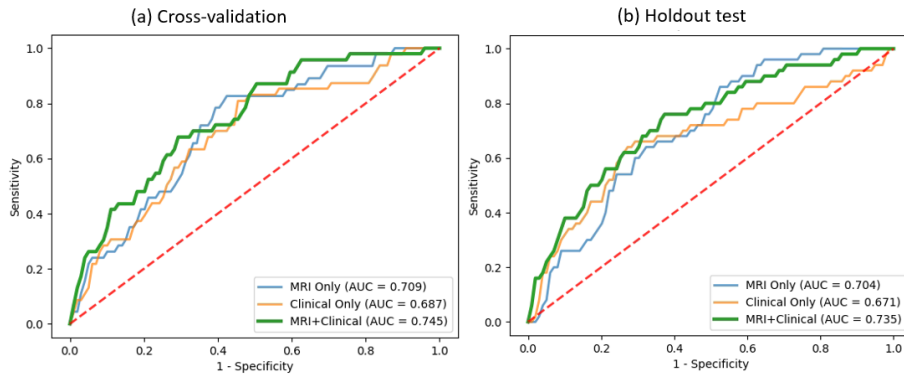 (a) Cross-validation
1.0
0.8
0.6
0.4
0.2
0.0
Sensitivity
MRI Only (AUC = 0.709)
Clinical Only (AUC = 0.687)
MRI+Clinical (AUC = 0.745)
0.0 0.2 0.4 0.6 0.8 1.0
1 - Specificity
(b) Holdout test
1.0
0.8
0.6
0.4
0.2
0.0
Sensitivity
MRI Only (AUC = 0.704)
Clinical Only (AUC = 0.671)
MRI+Clinical (AUC = 0.735)
0.0 0.2 0.4 0.6 0.8 1.0
1 - Specificity